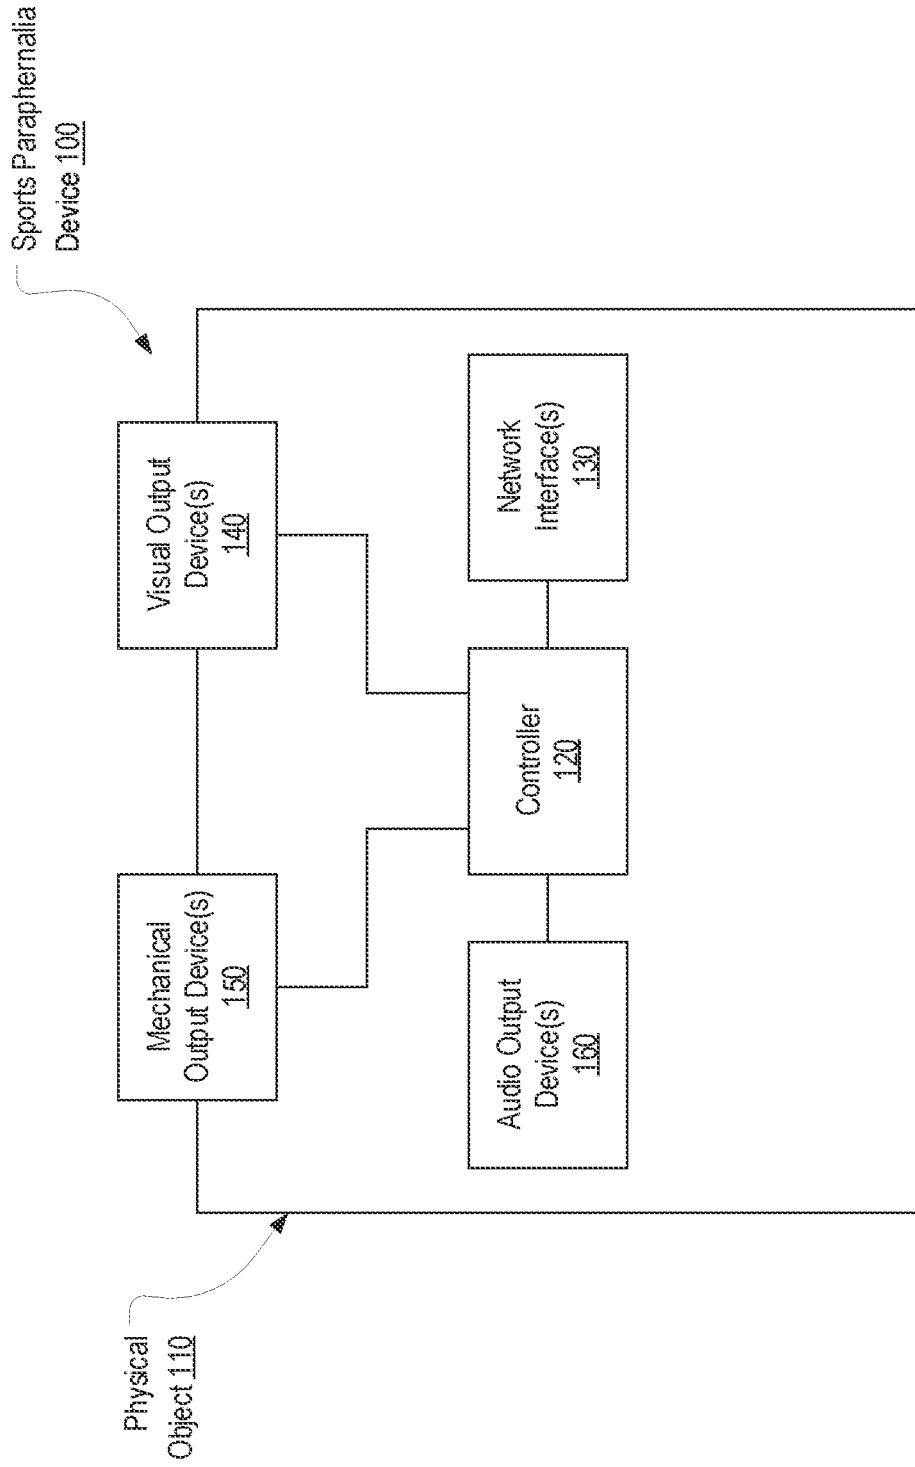 Sports Paraphernalia
Device 100
Physical
Object 110
Mechanical
Output Device(s)
150
Visual Output
Device(s)
140
Audio Output
Device(s)
160
Controller
120
Network
Interface(s)
130